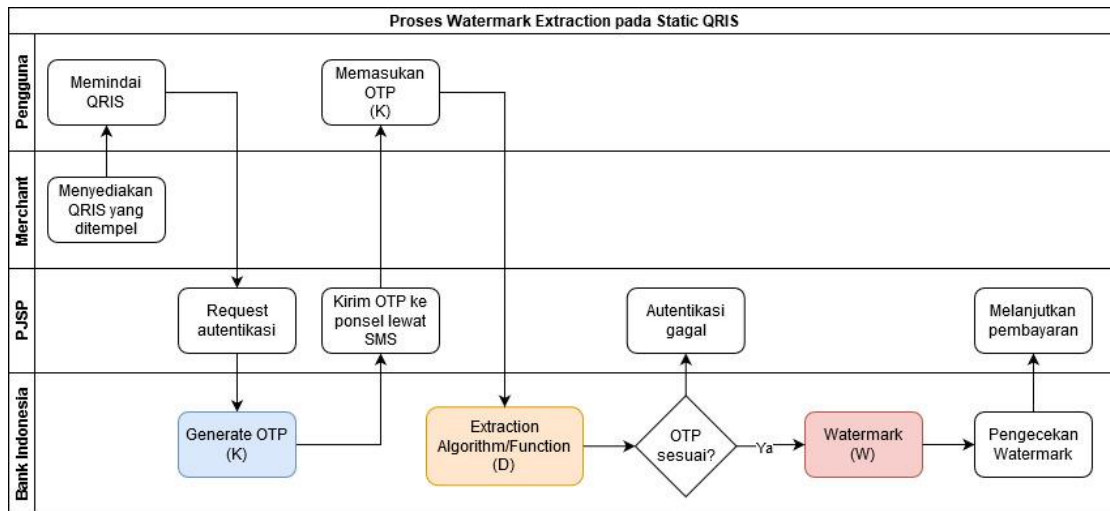 Proses Watermark Extraction pada Static QRIS
Pengguna
Memindai
QRIS
Memasukan
OTP
(K)
Merchant
Menyediakan
QRIS yang
ditempel
PJSP
Request
autentikasi
Kirim OTP ke
ponsel lewat
SMS
Autentikasi
gagal
Melanjutkan
pembayaran
Bank Indonesia
Generate OTP
(K)
Extraction
Algorithm/Function
(D)
OTP
sesuai?
Ya
Watermark
(W)
Pengecekan
Watermark